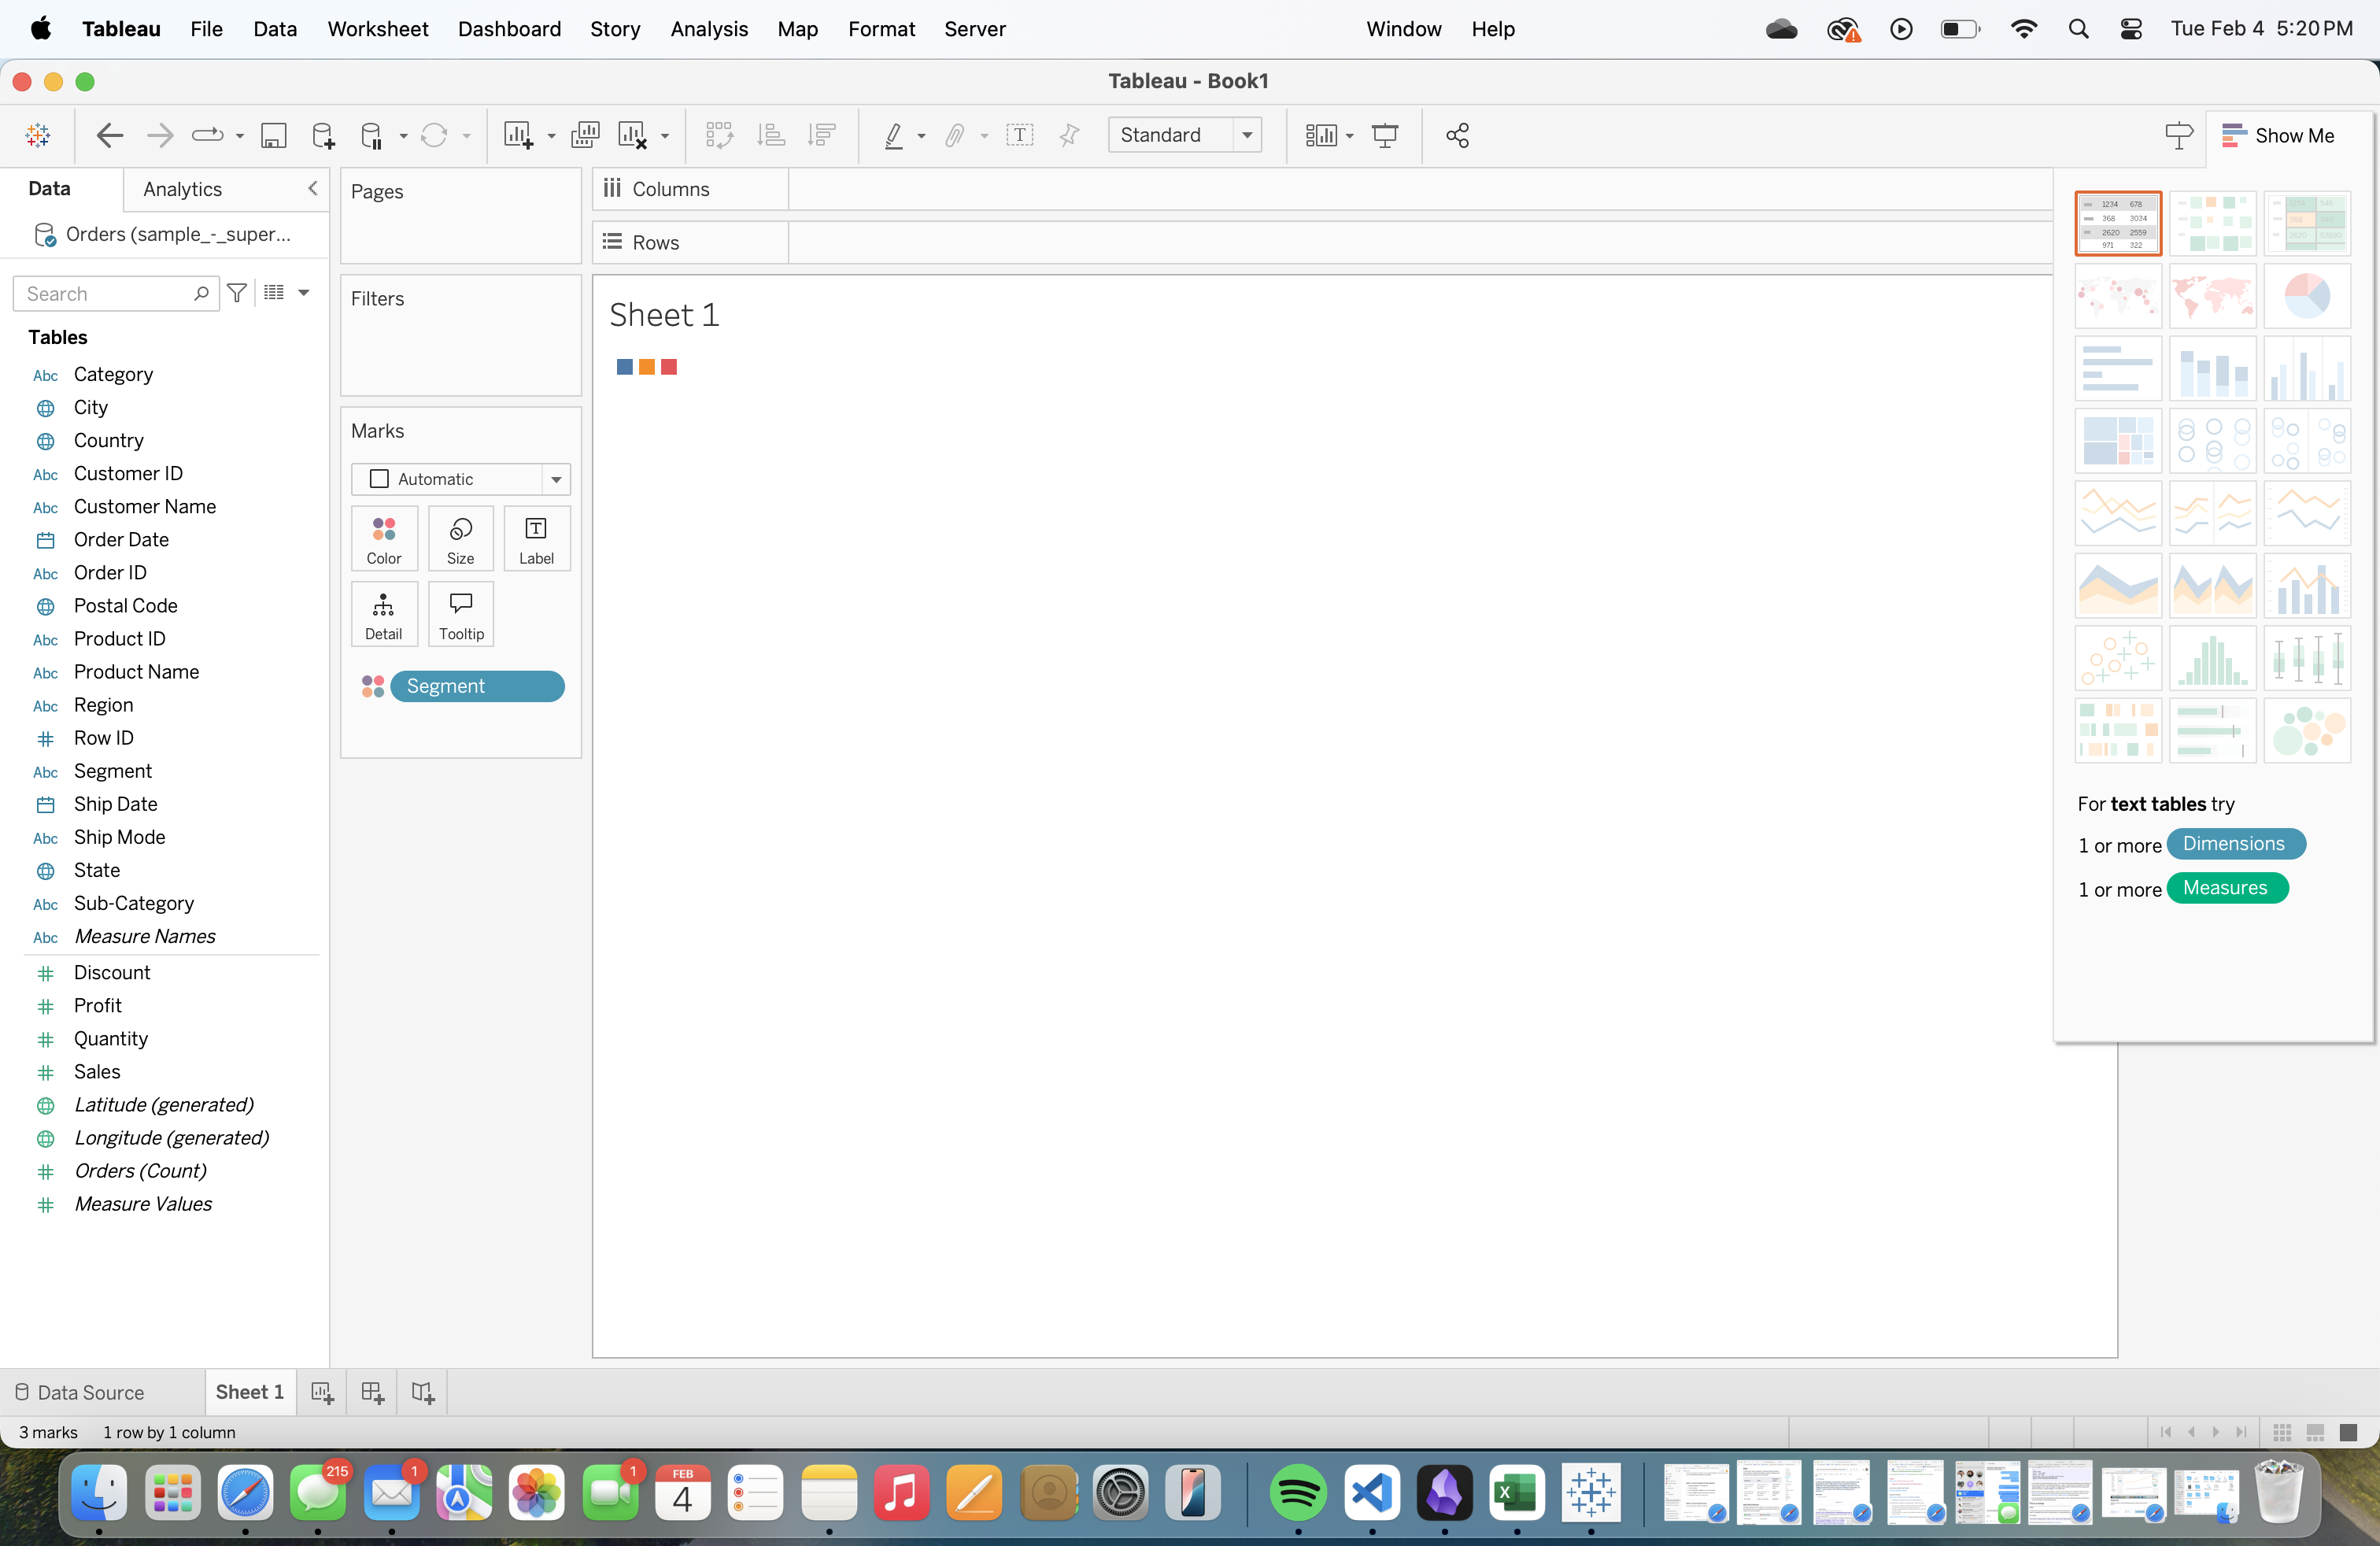 Tableau File Data Worksheet Dashboard Story Analysis Map Format Server Window Help Tue Feb 4 5:20 PM
Tableau - Book1
Standard
Show Me
Data Analytics
Orders (sample_-_super...
Search
Tables
Abc Category
City
Country
Abc Customer ID
Abc Customer Name
Order Date
Abc Order ID
Postal Code
Abc Product ID
Abc Product Name
Abc Region
Row ID
Abc Segment
Ship Date
Abc Ship Mode
State
Abc Sub-Category
Abc Measure Names
Discount
Profit
Quantity
Sales
Latitude (generated)
Longitude (generated)
Orders (Count)
Measure Values
Pages
Filters
Marks
Automatic
Color Size Label
Detail Tooltip
Segment
Columns
Rows
Sheet 1
1234 678
368 3034
2620 2559
971 322
For text tables try
1 or more Dimensions
1 or more Measures
Data Source Sheet 1
3 marks 1 row by 1 column
215 1 1 FEB
4